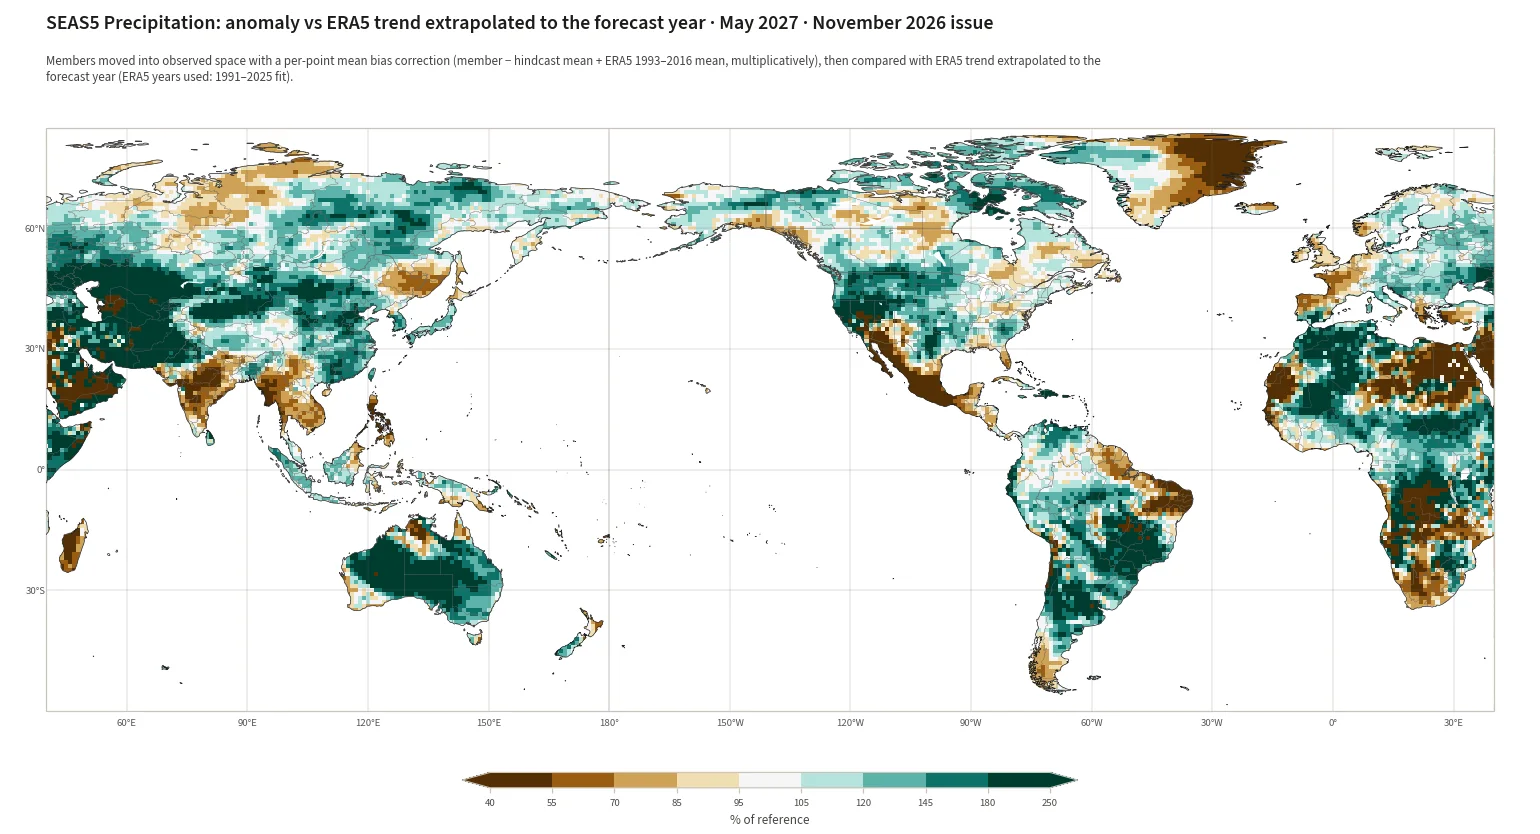 SEAS5 Precipitation: anomaly vs ERA5 trend extrapolated to the forecast year · May 2027 · November 2026 issue
Members moved into observed space with a per-point mean bias correction (member − hindcast mean + ERA5 1993–2016 mean, multiplicatively), then compared with ERA5 trend extrapolated to the
forecast year (ERA5 years used: 1991–2025 fit).
60°N
30°N
0°
30°S
60°E 90°E 120°E 150°E 180° 150°W 120°W 90°W 60°W 30°W 0° 30°E
40 55 70 85 95 105 120 145 180 250
% of reference